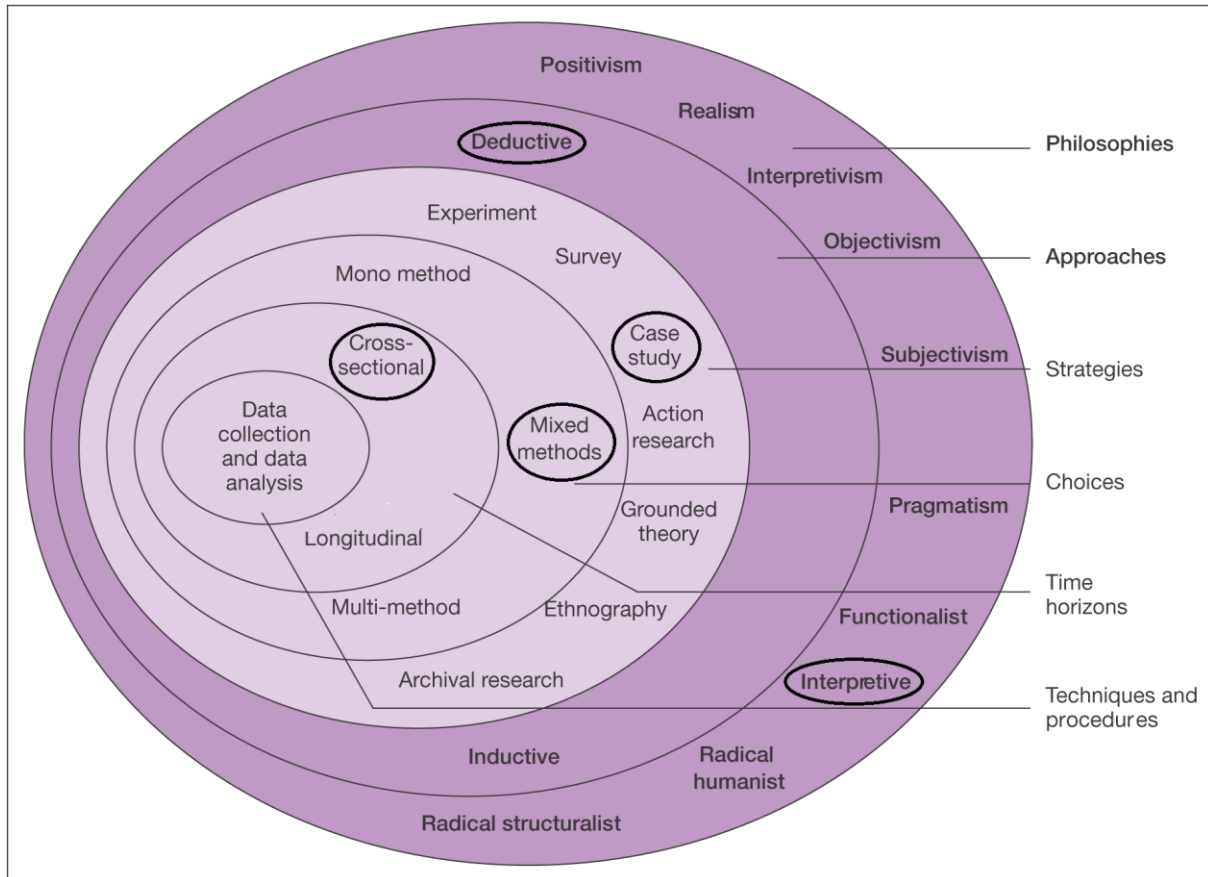 Positivism
Realism
Deductive
Philosophies
Interpretivism
Experiment
Objectivism
Survey
Approaches
Mono method
Cross-
sectional
Case
study
Subjectivism
Strategies
Data
collection
and data
analysis
Mixed
methods
Action
research
Choices
Pragmatism
Grounded
theory
Longitudinal
Time
horizons
Multi-method
Ethnography
Functionalist
Archival research
Interpretive
Techniques and
procedures
Inductive
Radical
humanist
Radical structuralist